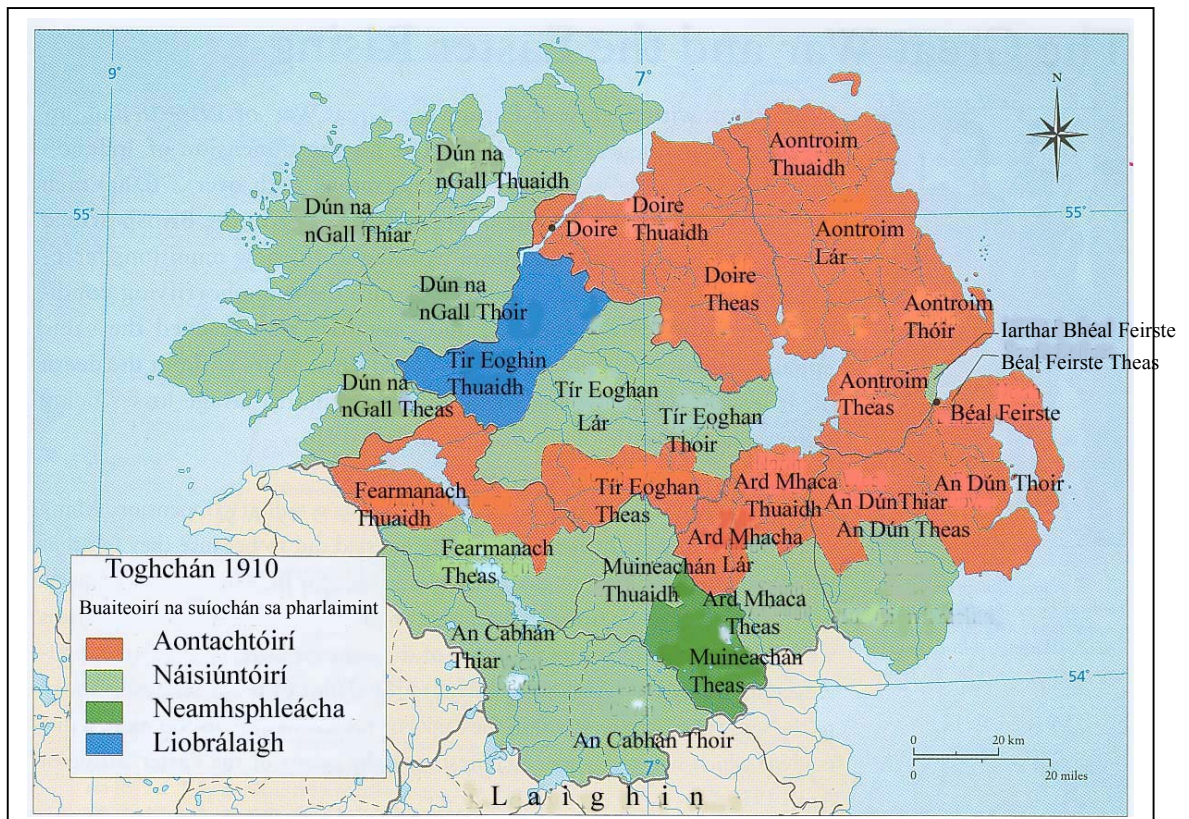 9°
7°
N
Dún na
nGall Thuaidh
Aontroim
Thuaidh
Dún na
nGall Thiar
55°
Doire
Doire
Thuaidh
55°
Aontroim
Lár
Dún na
nGall Thoir
Doire
Theas
Aontroim
Thóir
Iarthar Bhéal Feirste
Béal Feirste Theas
Tir Eoghin
Thuaidh
Dún na
nGall Theas
Tír Eoghan
Lár
Tír Eoghan
Thoir
Aontroim
Theas
Béal Feirste
Fearmanach
Thuaidh
Tír Eoghan
Theas
Ard Mhaca
Thuaidh
An Dún Thiar
An Dún Thoir
An Dún Theas
Fearmanach
Theas
Muineachán
Thuaidh
Ard Mhacha
Lár
Ard Mhaca
Theas
An Cabhán
Thiar
Muineachán
Theas
54°
An Cabhán Thoir
7°
Laighin
0 20 km
0 20 miles
Toghchán 1910
Buaiteoirí na suíochán sa pharlaimint
Aontachtóirí
Náisiúntóirí
Neamhsphleácha
Liobrálaigh